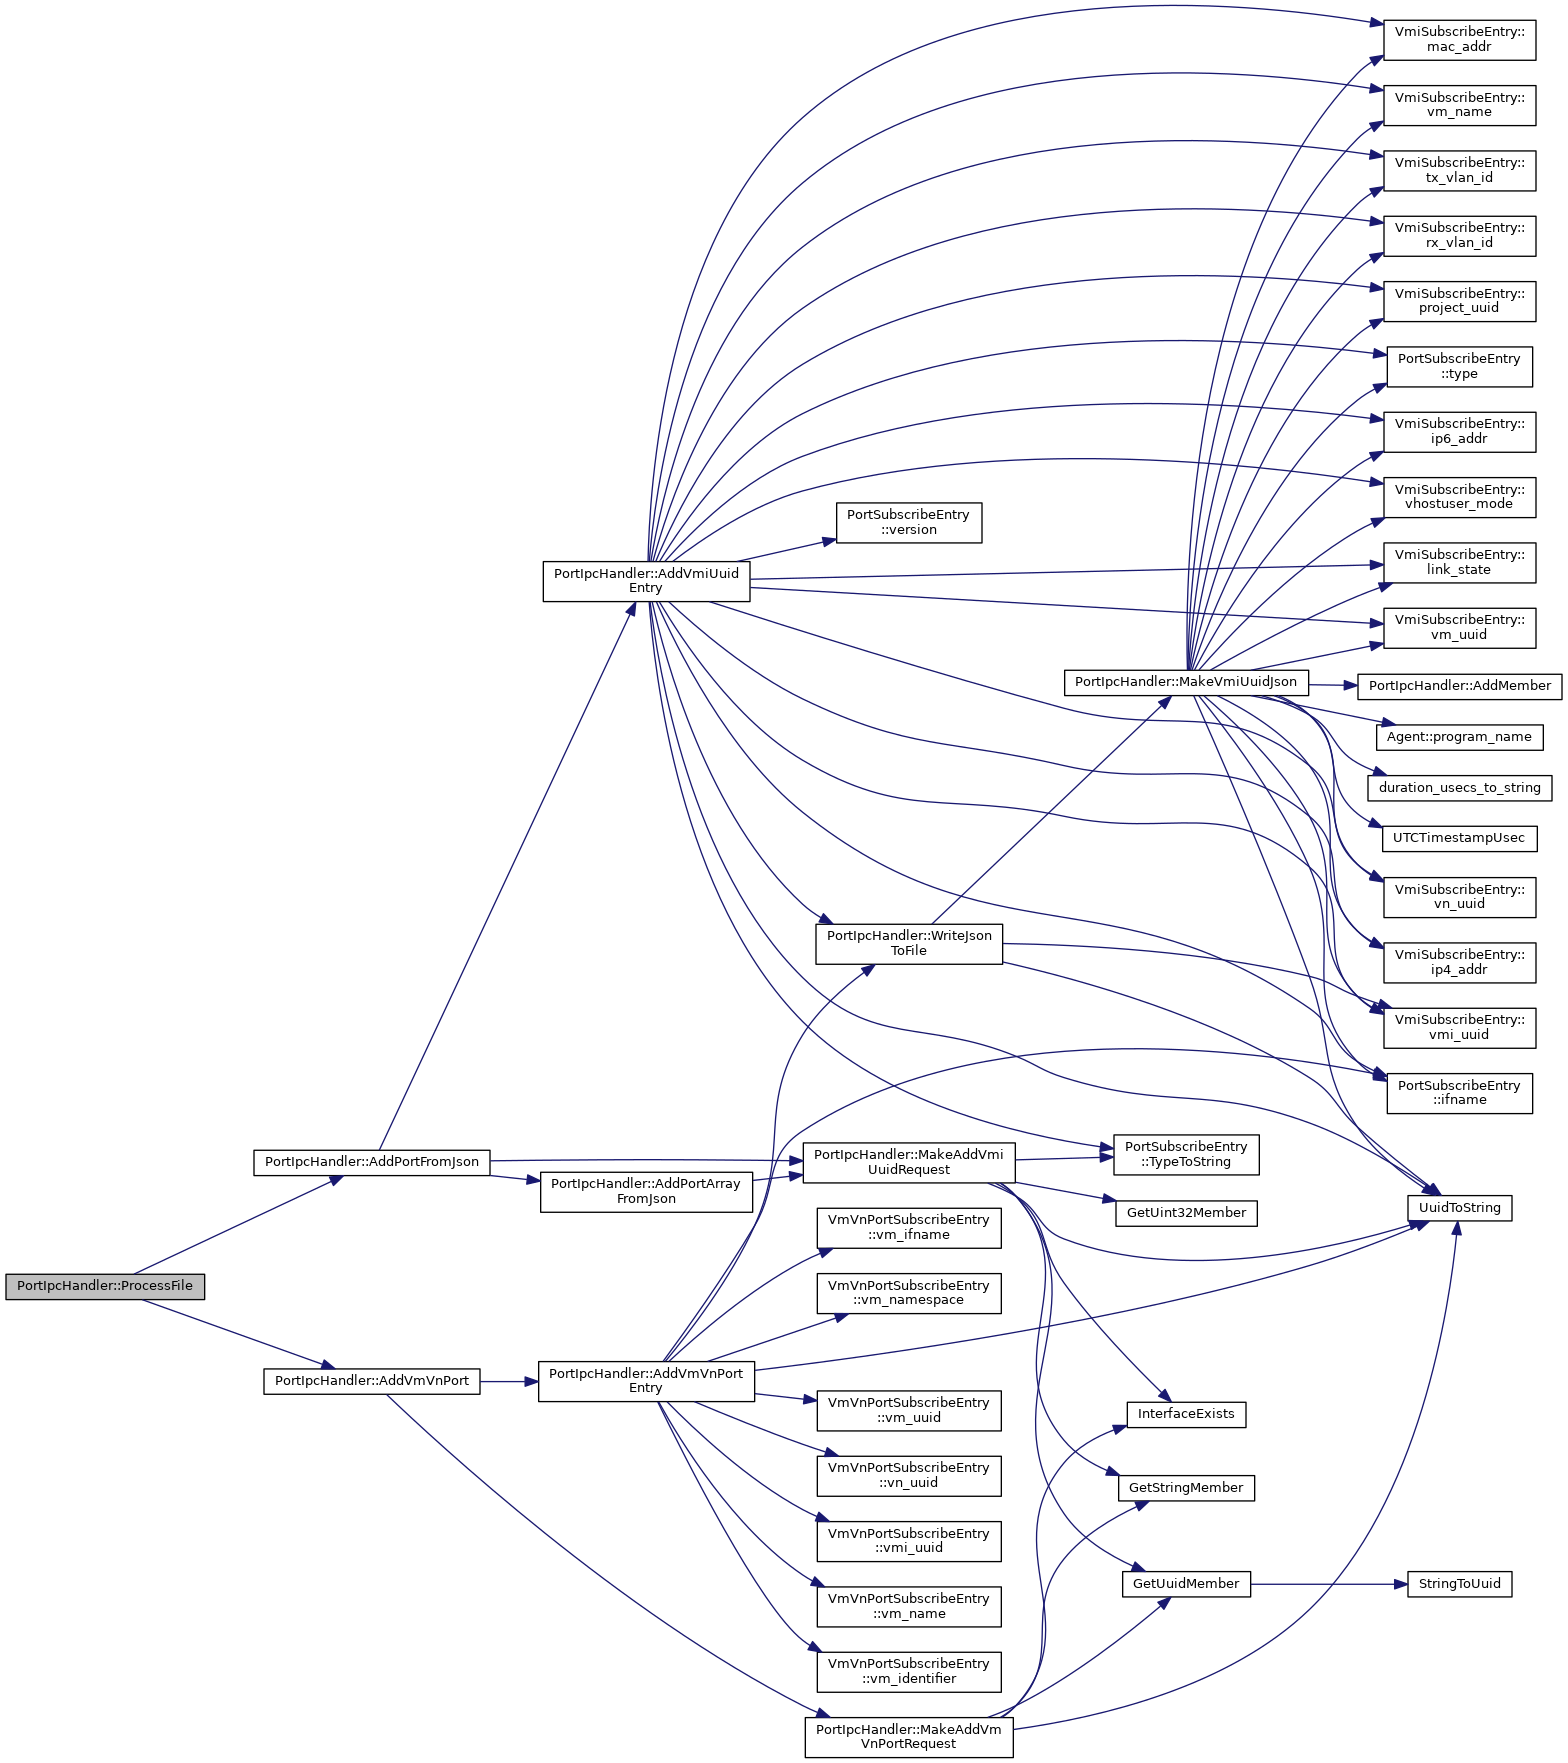 VmiSubscribeEntry::
mac_addr
VmiSubscribeEntry::
vm_name
VmiSubscribeEntry::
tx_vlan_id
VmiSubscribeEntry::
rx_vlan_id
VmiSubscribeEntry::
project_uuid
PortSubscribeEntry
::type
VmiSubscribeEntry::
ip6_addr
VmiSubscribeEntry::
vhostuser_mode
PortSubscribeEntry
::version
VmiSubscribeEntry::
link_state
PortIpcHandler::AddVmiUuid
Entry
VmiSubscribeEntry::
vm_uuid
PortIpcHandler::MakeVmiUuidJson
PortIpcHandler::AddMember
Agent::program_name
duration_usecs_to_string
UTCTimestampUsec
VmiSubscribeEntry::
vn_uuid
PortIpcHandler::WriteJson
ToFile
VmiSubscribeEntry::
ip4_addr
VmiSubscribeEntry::
vmi_uuid
PortSubscribeEntry
::ifname
PortIpcHandler::AddPortFromJson
PortIpcHandler::MakeAddVmi
UuidRequest
PortSubscribeEntry
::TypeToString
PortIpcHandler::AddPortArray
FromJson
GetUint32Member
UuidToString
VmVnPortSubscribeEntry
::vm_ifname
PortIpcHandler::ProcessFile
VmVnPortSubscribeEntry
::vm_namespace
PortIpcHandler::AddVmVnPort
PortIpcHandler::AddVmVnPort
Entry
VmVnPortSubscribeEntry
::vm_uuid
InterfaceExists
VmVnPortSubscribeEntry
::vn_uuid
GetStringMember
VmVnPortSubscribeEntry
::vmi_uuid
GetUuidMember
StringToUuid
VmVnPortSubscribeEntry
::vm_name
VmVnPortSubscribeEntry
::vm_identifier
PortIpcHandler::MakeAddVm
VnPortRequest